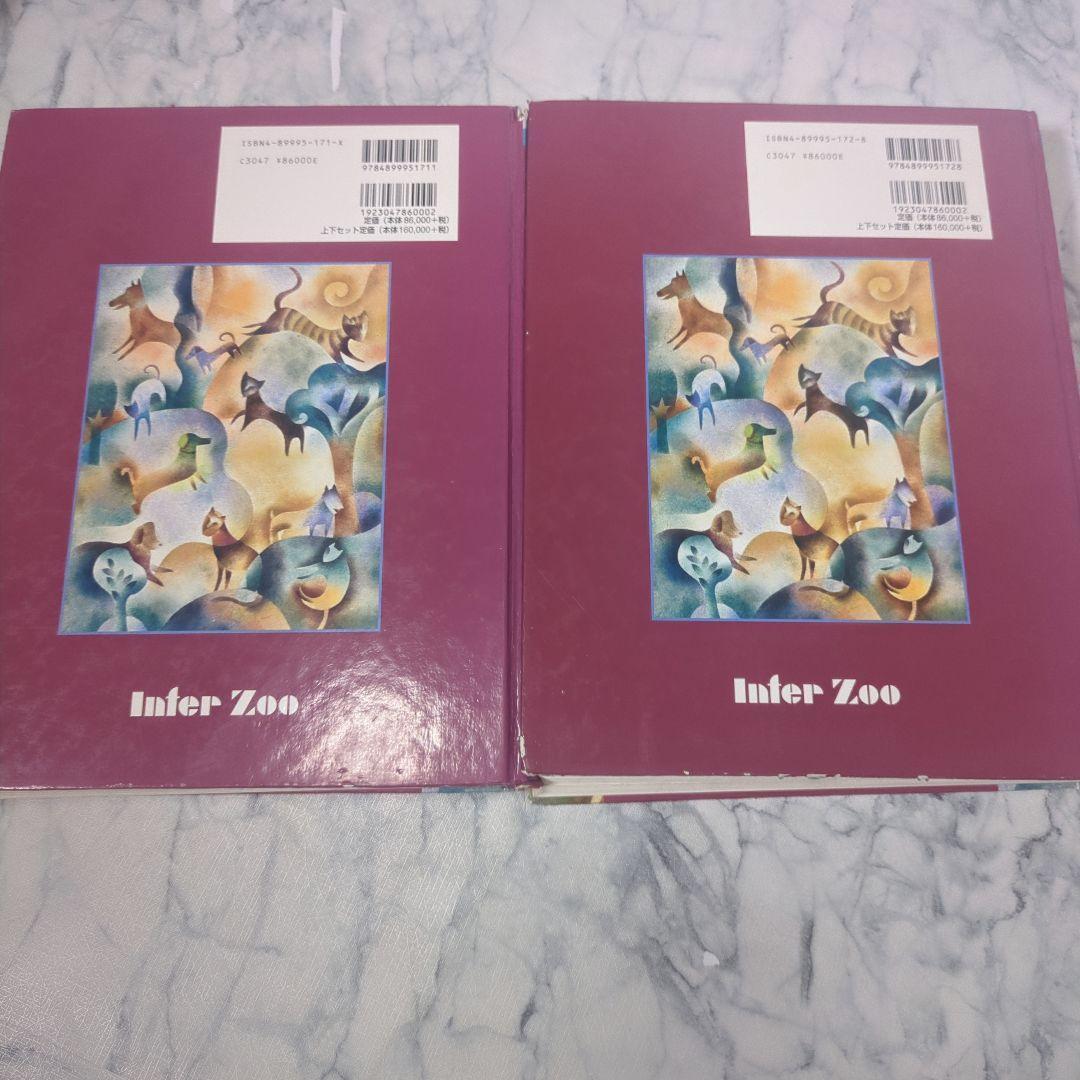 ISBN4-89995-171-X
C3047 ¥86000E
9784899951711
1923047860002
定価（本体86,000+税）
上下セット定価（本体160,000+税）
Inter Zoo
ISBN4-89995-172-8
C3047 ¥86000E
9784899951728
1923047860002
定価（本体86,000+税）
上下セット定価（本体160,000+税）
Inter Zoo